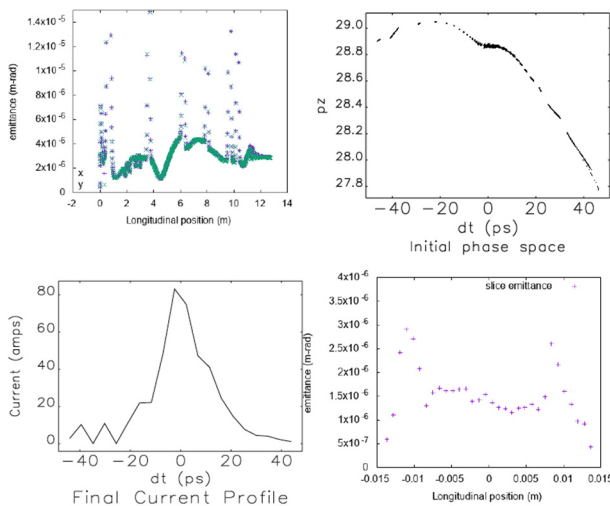 1.4x10⁻⁵
1.2x10⁻⁵
1x10⁻⁵
8x10⁻⁶
6x10⁻⁶
4x10⁻⁶
2x10⁻⁶
0
emittance (m-rad)
x
y
0 2 4 6 8 10 12 14
Longitudinal position (m)
29.0
28.8
28.6
28.4
28.2
28.0
27.8
pz
−40 −20 0 20 40
dt (ps)
Initial phase space
80
60
40
20
0
Current (amps)
−40 −20 0 20 40
dt (ps)
Final Current Profile
4x10⁻⁶
3.5x10⁻⁶
3x10⁻⁶
2.5x10⁻⁶
2x10⁻⁶
1.5x10⁻⁶
1x10⁻⁶
5x10⁻⁷
0
emittance (m-rad)
slice emittance
-0.015 -0.01 -0.005 0 0.005 0.01 0.015
Longitudinal position (m)